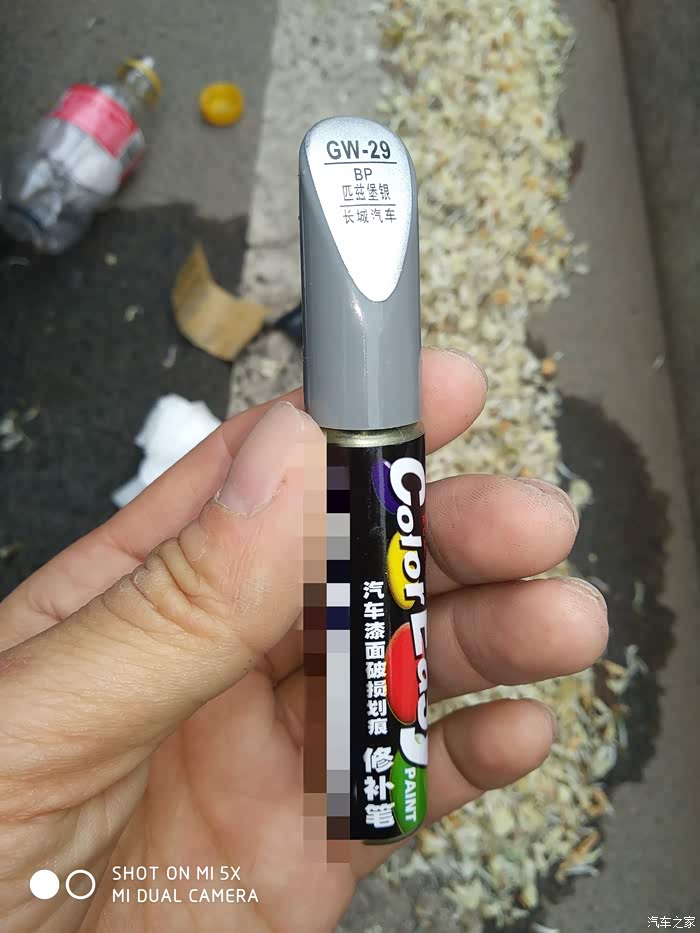 GW-29
BP
匹兹堡银
长城汽车
Color Easy
PAINT
汽车漆面破损划痕
修补笔
SHOT ON MI 5X
MI DUAL CAMERA
汽车之家